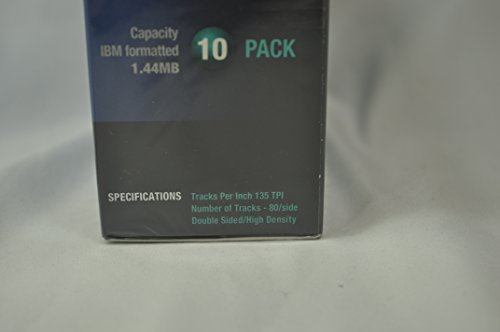 Capacity
IBM formatted
1.44MB
10 PACK
SPECIFICATIONS Tracks Per Inch 135 TPI
Number of Tracks - 80/side
Double Sided/High Density